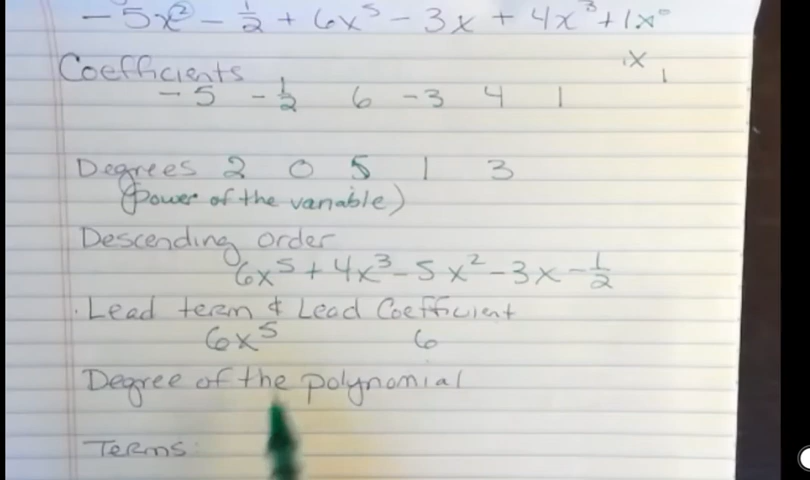 -5x² - 1/2 + 6x⁵ - 3x + 4x³ + 1x⁰
1x
1
Coefficients
-5 -1/2 6 -3 4 1
Degrees 2 0 5 1 3
(power of the variable)
Descending order
6x⁵ + 4x³ - 5x² - 3x - 1/2
Lead term & Lead Coefficient
6x⁵ 6
Degree of the polynomial
Terms: